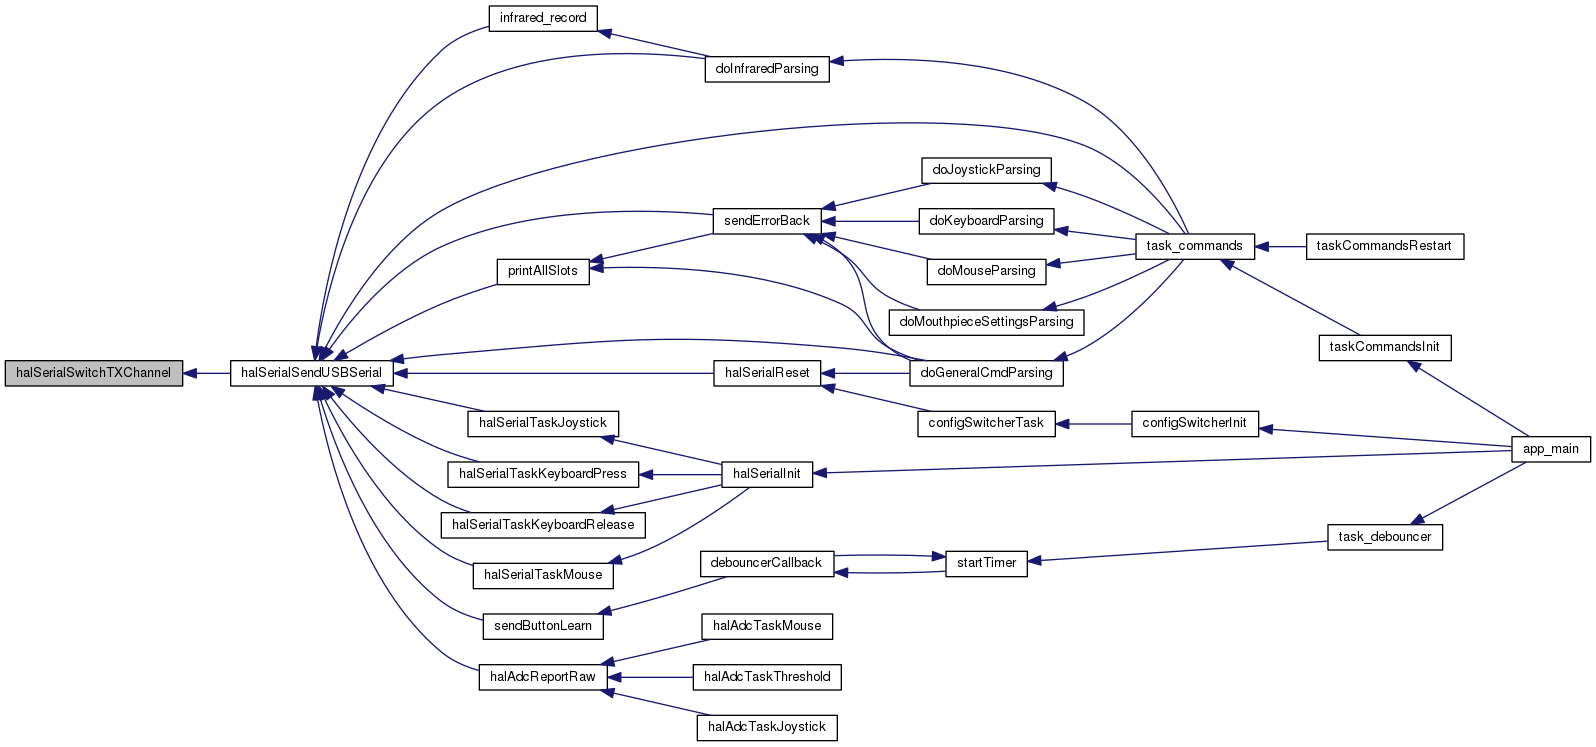 infrared_record
doInfraredParsing
doJoystickParsing
sendErrorBack
doKeyboardParsing
task_commands
taskCommandsRestart
printAllSlots
doMouseParsing
doMouthpieceSettingsParsing
taskCommandsInit
halSerialSwitchTXChannel
halSerialSendUSBSerial
halSerialReset
doGeneralCmdParsing
halSerialTaskJoystick
configSwitcherTask
configSwitcherInit
app_main
halSerialTaskKeyboardPress
halSerialInit
halSerialTaskKeyboardRelease
task_debouncer
debouncerCallback
startTimer
halSerialTaskMouse
sendButtonLearn
halAdcTaskMouse
halAdcReportRaw
halAdcTaskThreshold
halAdcTaskJoystick